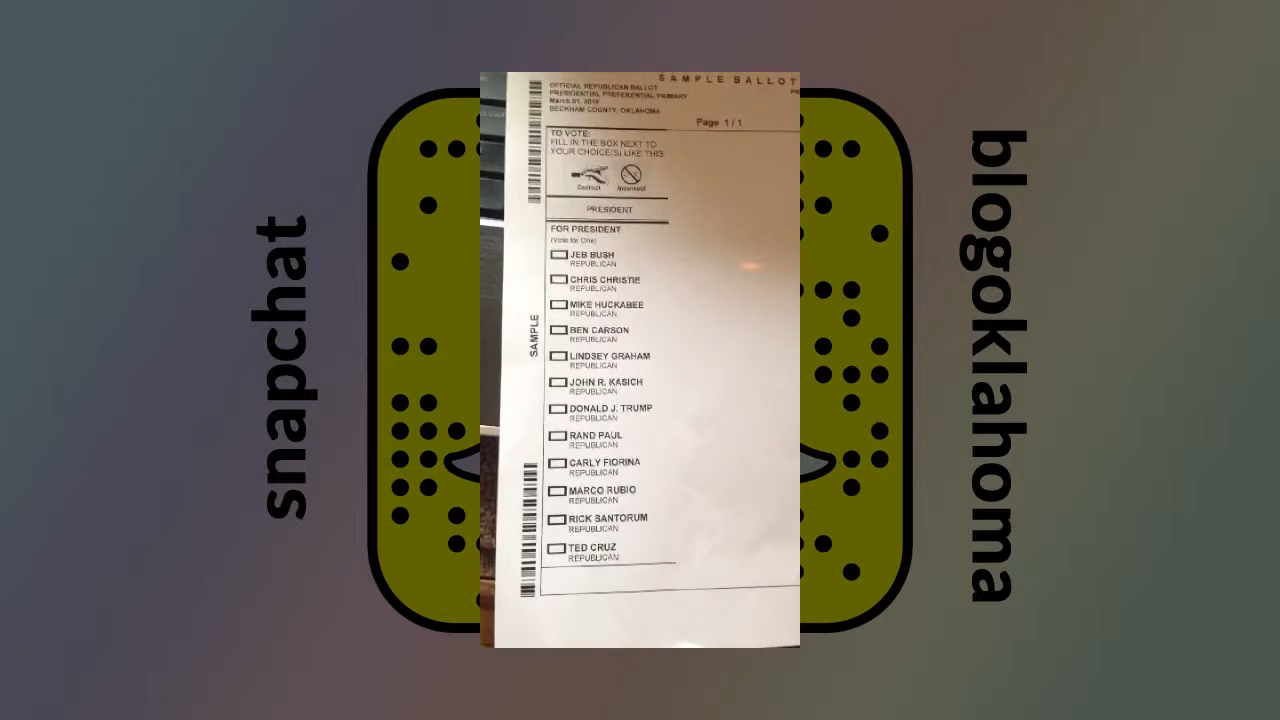 snapchat
SAMPLE BALLOT
OFFICIAL REPUBLICAN BALLOT
PRESIDENTIAL PREFERENTIAL PRIMARY
March 01, 2016
BECKHAM COUNTY, OKLAHOMA
Page 1 / 1
TO VOTE:
FILL IN THE BOX NEXT TO
YOUR CHOICE(S) LIKE THIS
Correct Incorrect
PRESIDENT
FOR PRESIDENT
(Vote for One)
JEB BUSH
REPUBLICAN
CHRIS CHRISTIE
REPUBLICAN
MIKE HUCKABEE
REPUBLICAN
BEN CARSON
REPUBLICAN
LINDSEY GRAHAM
REPUBLICAN
JOHN R. KASICH
REPUBLICAN
DONALD J. TRUMP
REPUBLICAN
RAND PAUL
REPUBLICAN
CARLY FIORINA
REPUBLICAN
MARCO RUBIO
REPUBLICAN
RICK SANTORUM
REPUBLICAN
TED CRUZ
REPUBLICAN
SAMPLE
blogoklahoma